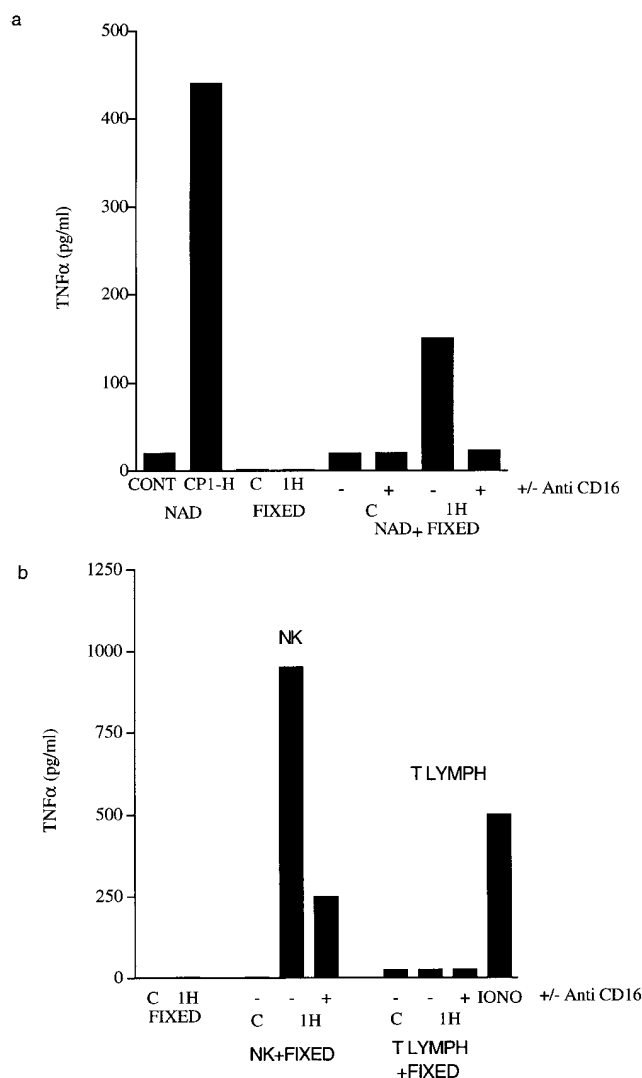 a
500
400
300
200
100
0
TNFα (pg/ml)
CONT CP1-H C 1H - + - + +/- Anti CD16
NAD FIXED C 1H
NAD+ FIXED
b
1250
1000
750
500
250
0
TNFα (pg/ml)
NK
T LYMPH
C 1H - - + - - + IONO +/- Anti CD16
FIXED C 1H C 1H
NK+FIXED T LYMPH
+FIXED